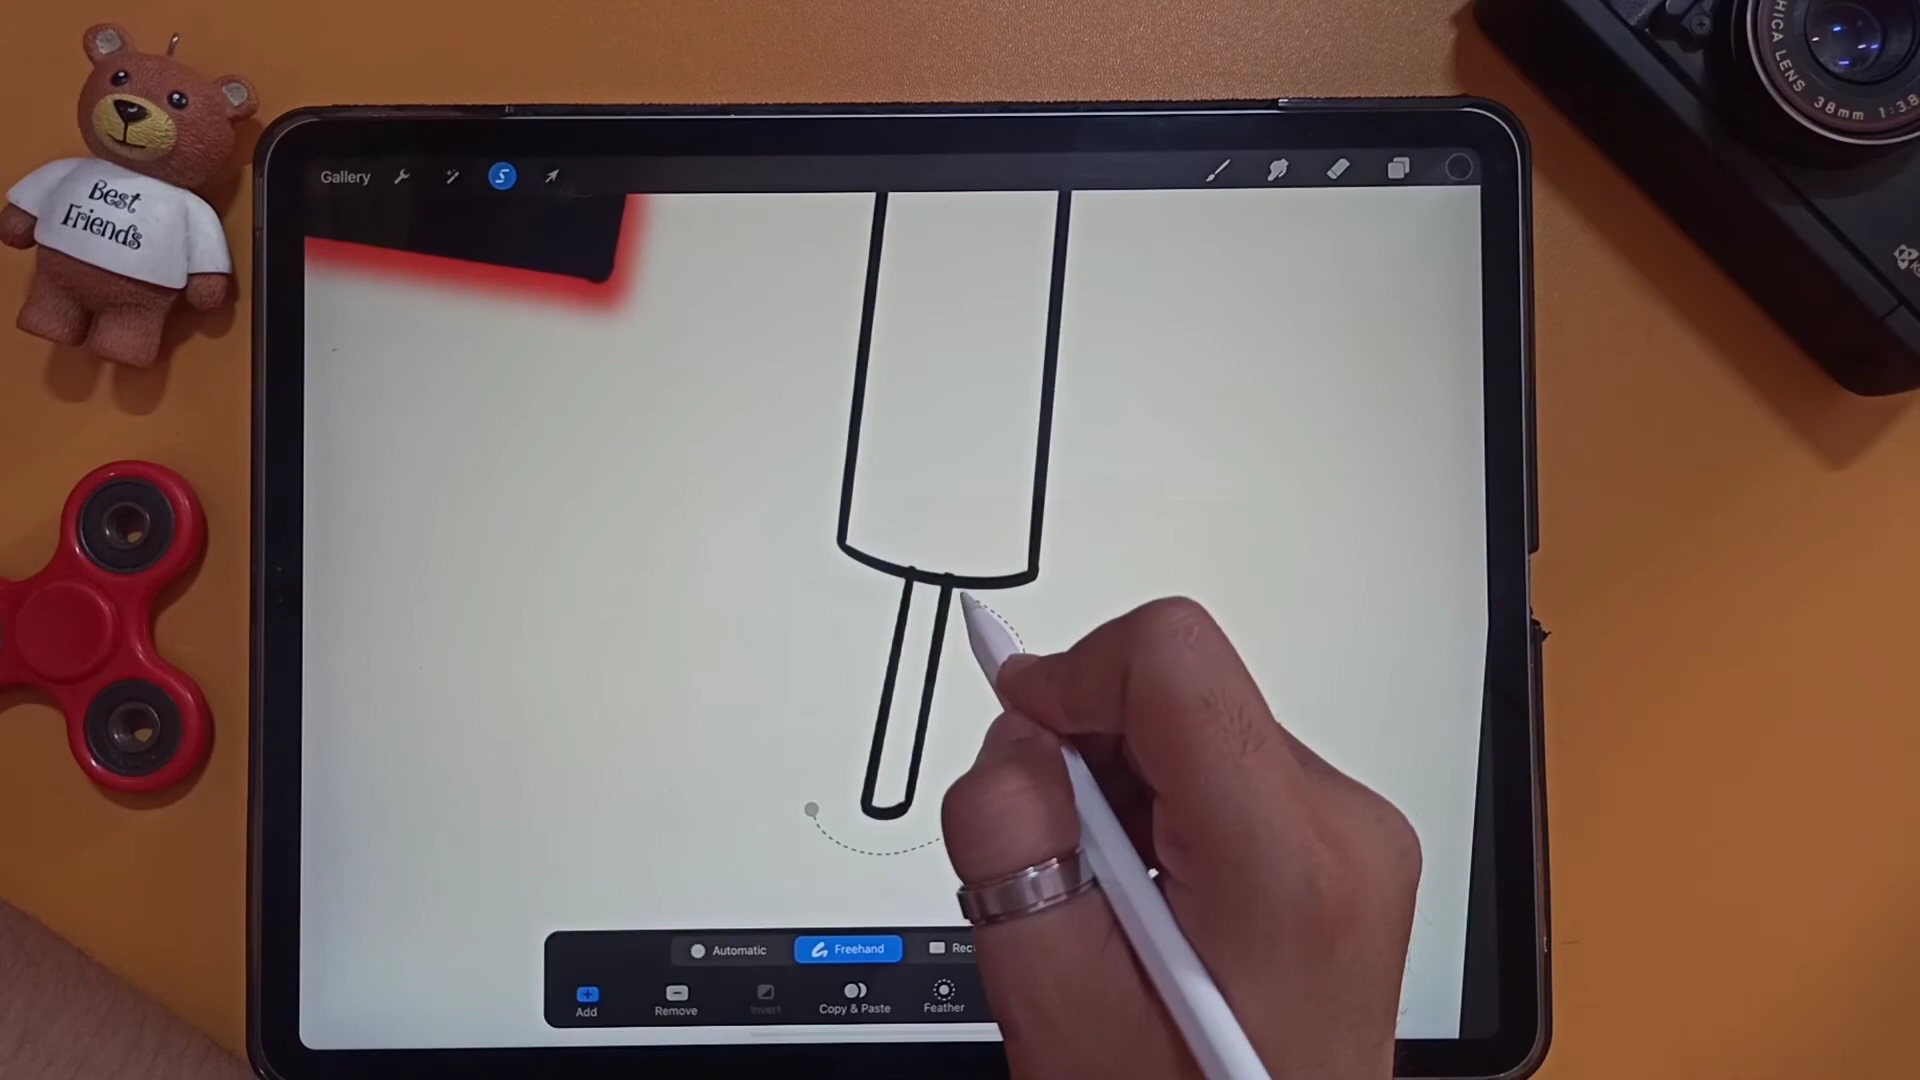 Best
Friends
Gallery
HICA LENS
38mm 1:3.8
Automatic
Freehand
Rec
Add
Remove
Invert
Copy & Paste
Feather